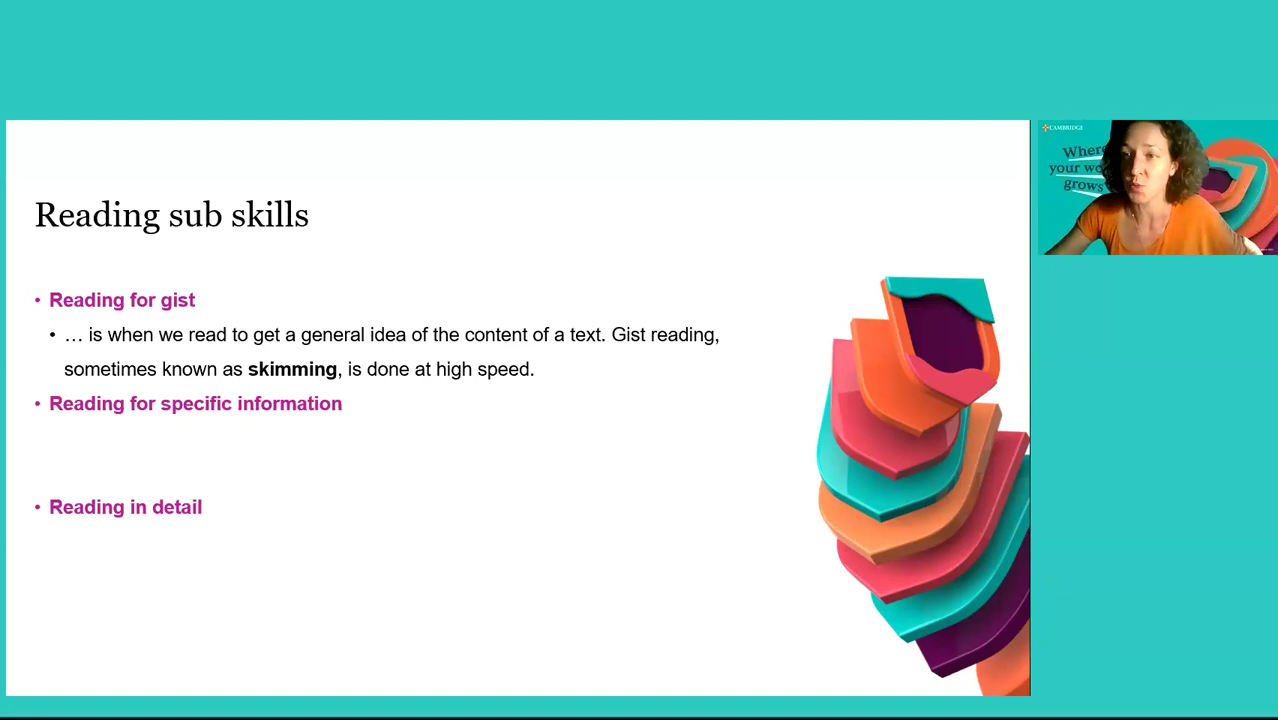 Reading sub skills
• Reading for gist
• … is when we read to get a general idea of the content of a text. Gist reading,
sometimes known as skimming, is done at high speed.
• Reading for specific information
• Reading in detail
CAMBRIDGE
Where
your wo
grows